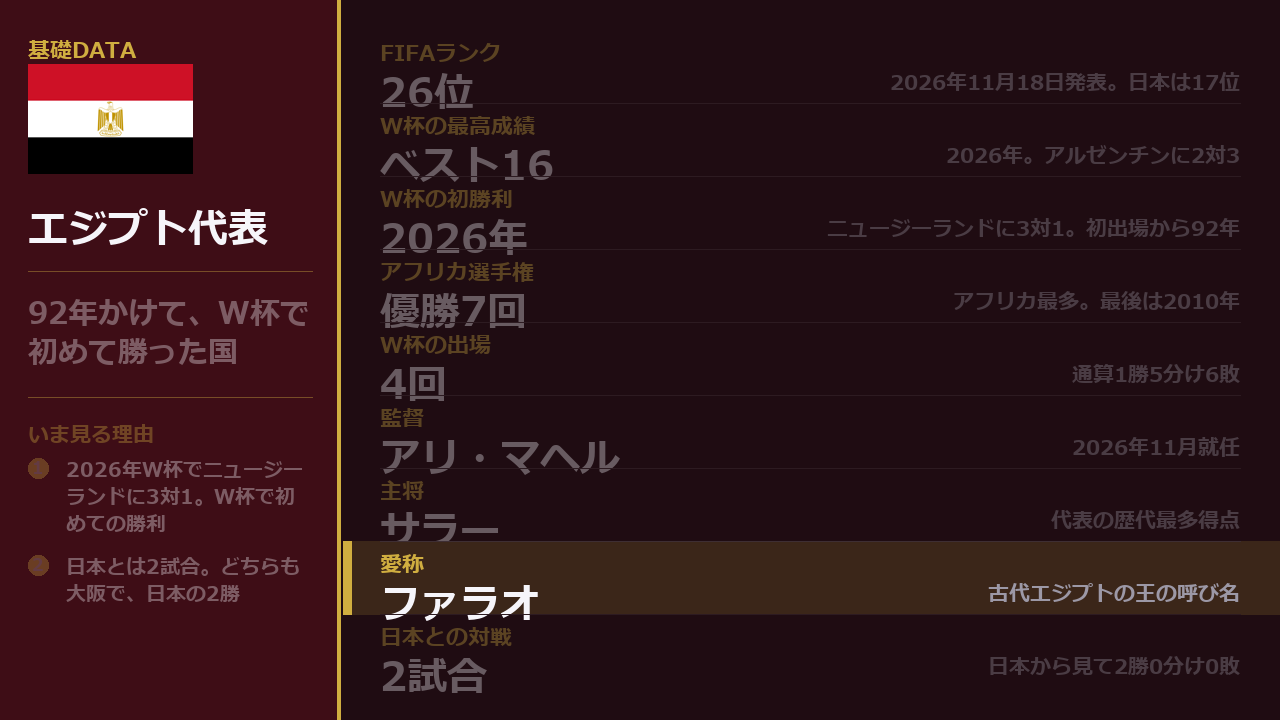 基礎DATA
エジプト代表
92年かけて、W杯で
初めて勝った国
いま見る理由
2026年W杯でニュージー
ランドに3対1。W杯で初
めての勝利
日本とは2試合。どちらも
大阪で、日本の2勝
FIFAランク
26位
2026年11月18日発表。日本は17位
W杯の最高成績
ベスト16
2026年。アルゼンチンに2対3
W杯の初勝利
2026年
ニュージーランドに3対1。初出場から92年
アフリカ選手権
優勝7回
アフリカ最多。最後は2010年
W杯の出場
4回
通算1勝5分け6敗
監督
アリ・マヘル
2026年11月就任
主将
サラー
代表の歴代最多得点
愛称
ファラオ
古代エジプトの王の呼び名
日本との対戦
2試合
日本から見て2勝0分け0敗